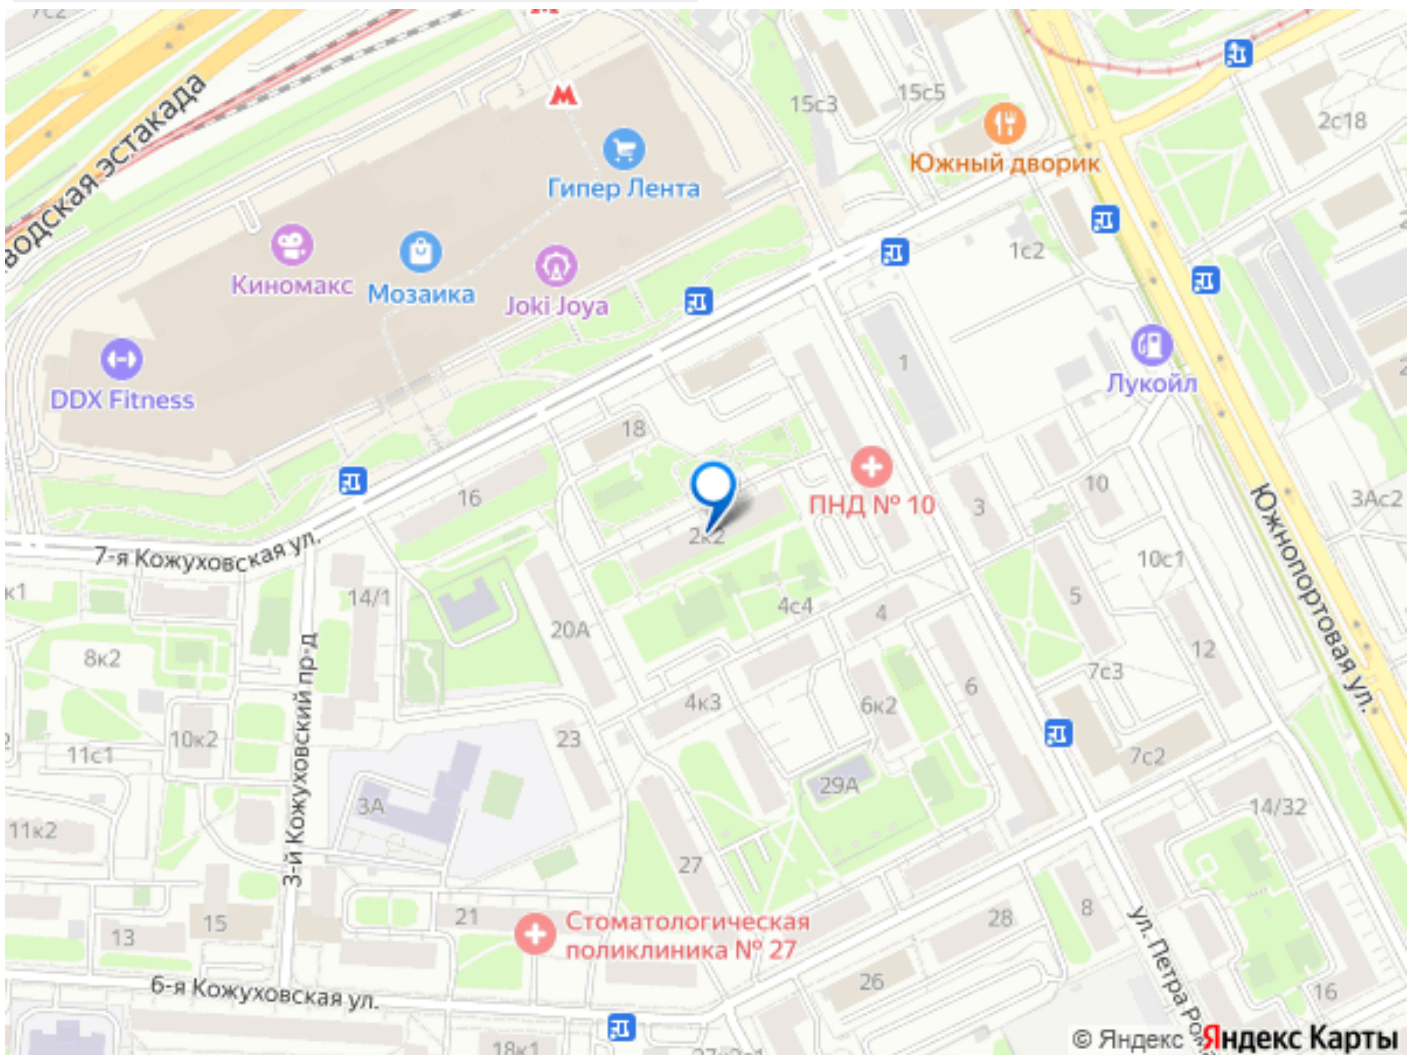 7с2
водская эстакада
15с3
15с5
2с18
Южный дворик
Гипер Лента
1с2
Киномакс
Мозаика
Joki Joya
DDX Fitness
1
Лукойл
18
16
ПНД № 10
3
10
3Ас2
Южнопортовая ул.
7-я Кожуховская ул.
2к2
10с1
к1
14/1
20А
4с4
4
5
12
8к2
3-й Кожуховский пр-д
4к3
6к2
6
7с3
10к2
11с1
23
7с2
29А
3А
14/32
11к2
27
15
13
21
Стоматологическая
поликлиника № 27
28
8
ул. Петра Ро
26
16
6-я Кожуховская ул.
18к1
27к2с1
© Яндекс Яндекс Карты